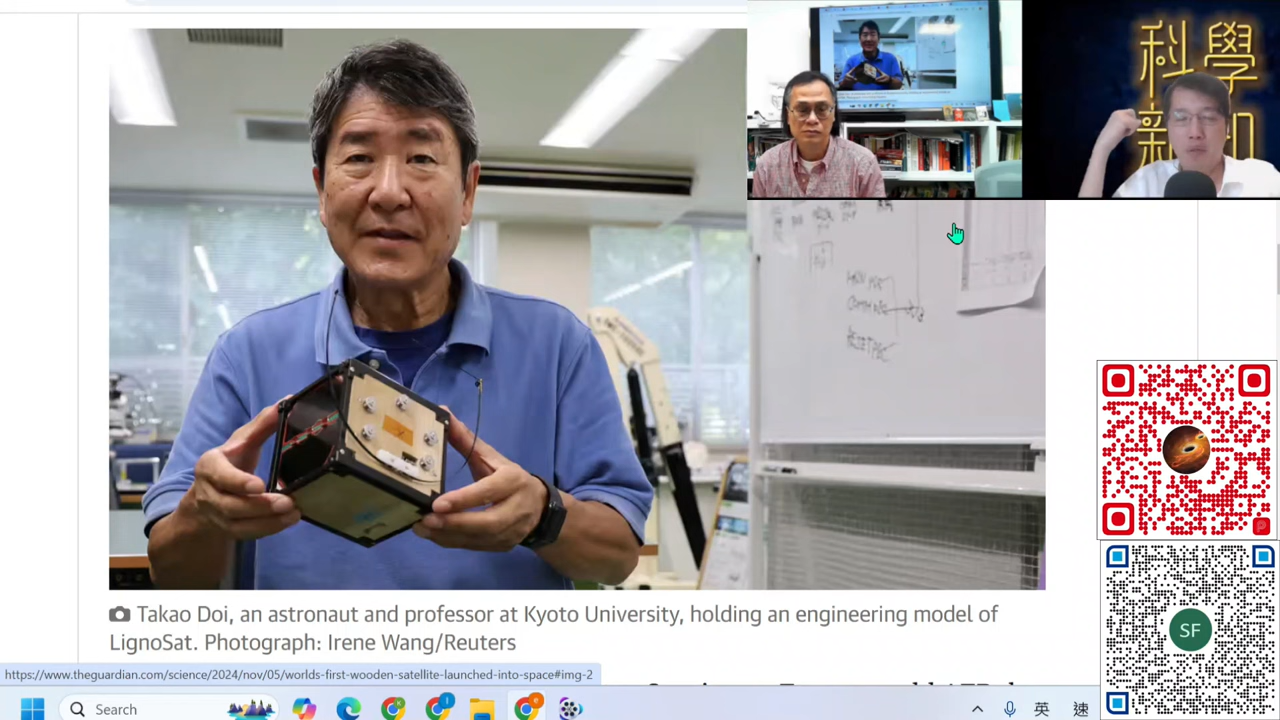 科學
新知
Takao Doi, an astronaut and professor at Kyoto University, holding an engineering model of
LignoSat. Photograph: Irene Wang/Reuters
SF
https://www.theguardian.com/science/2024/nov/05/worlds-first-wooden-satellite-launched-into-space#img-2
Search
英
速